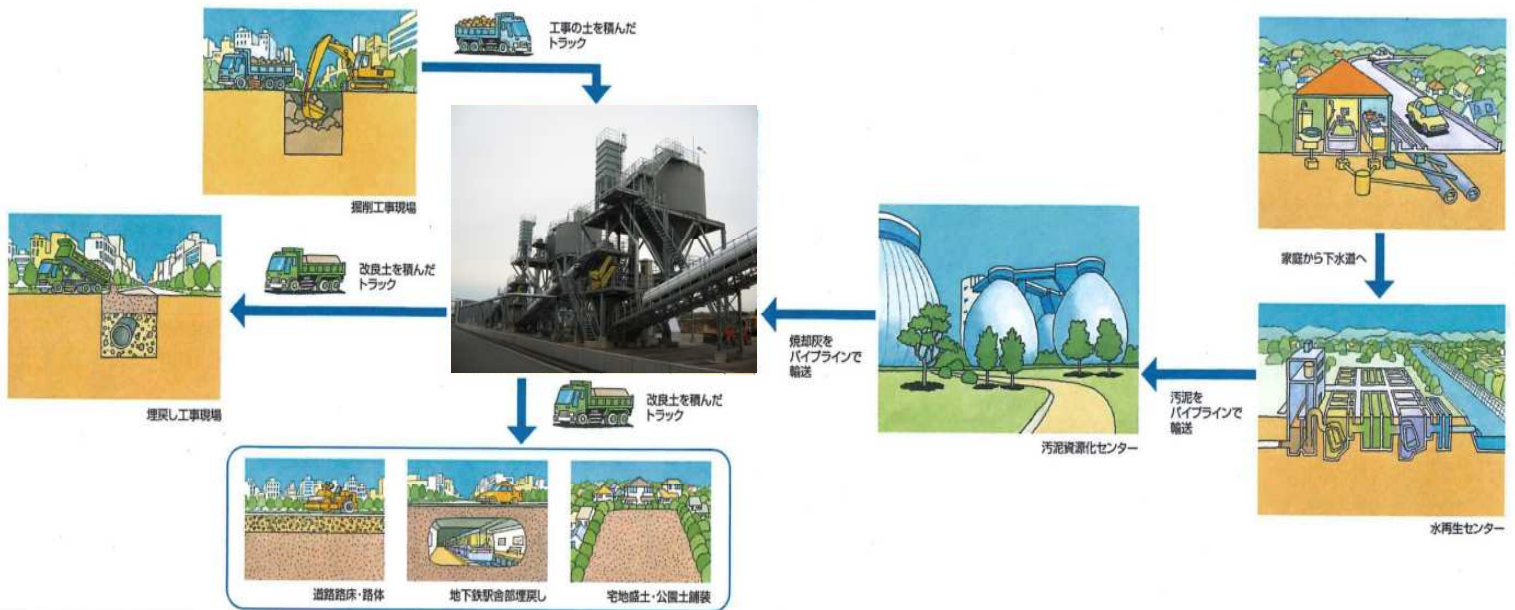 工事の土を積んだ
トラック
掘削工事現場
改良土を積んだ
トラック
埋戻し工事現場
改良土を積んだ
トラック
道路路床・路体
地下鉄駅舎部埋戻し
宅地盛土・公園土舗装
焼却灰を
パイプラインで
輸送
汚泥資源化センター
汚泥を
パイプラインで
輸送
家庭から下水道へ
水再生センター